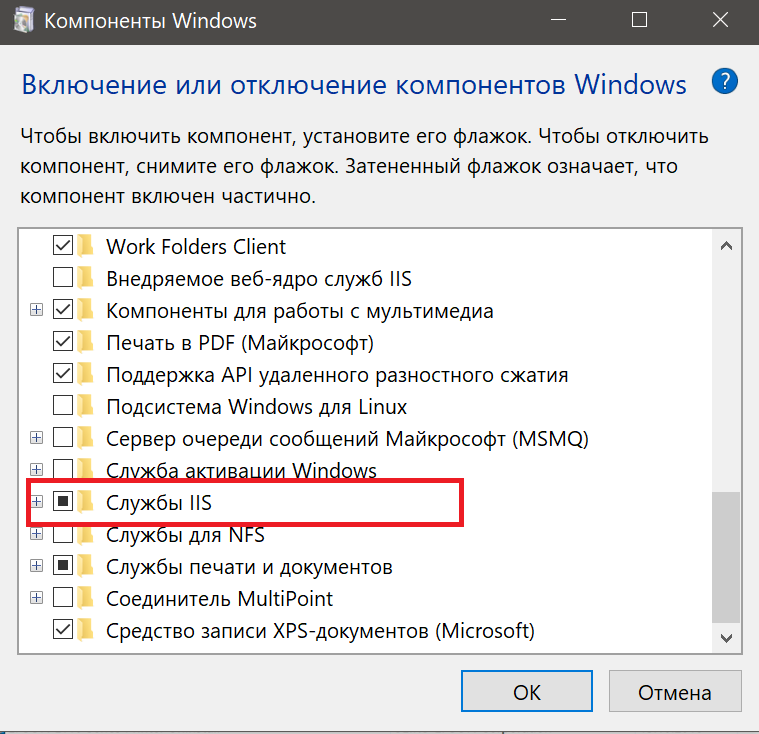 Компоненты Windows
Включение или отключение компонентов Windows
?
Чтобы включить компонент, установите его флажок. Чтобы отключить
компонент, снимите его флажок. Затененный флажок означает, что
компонент включен частично.
Work Folders Client
Внедряемое веб-ядро служб IIS
Компоненты для работы с мультимедиа
Печать в PDF (Майкрософт)
Поддержка API удаленного разностного сжатия
Подсистема Windows для Linux
Сервер очереди сообщений Майкрософт (MSMQ)
Служба активации Windows
Службы IIS
Службы для NFS
Службы печати и документов
Соединитель MultiPoint
Средство записи XPS-документов (Microsoft)
ОК
Отмена